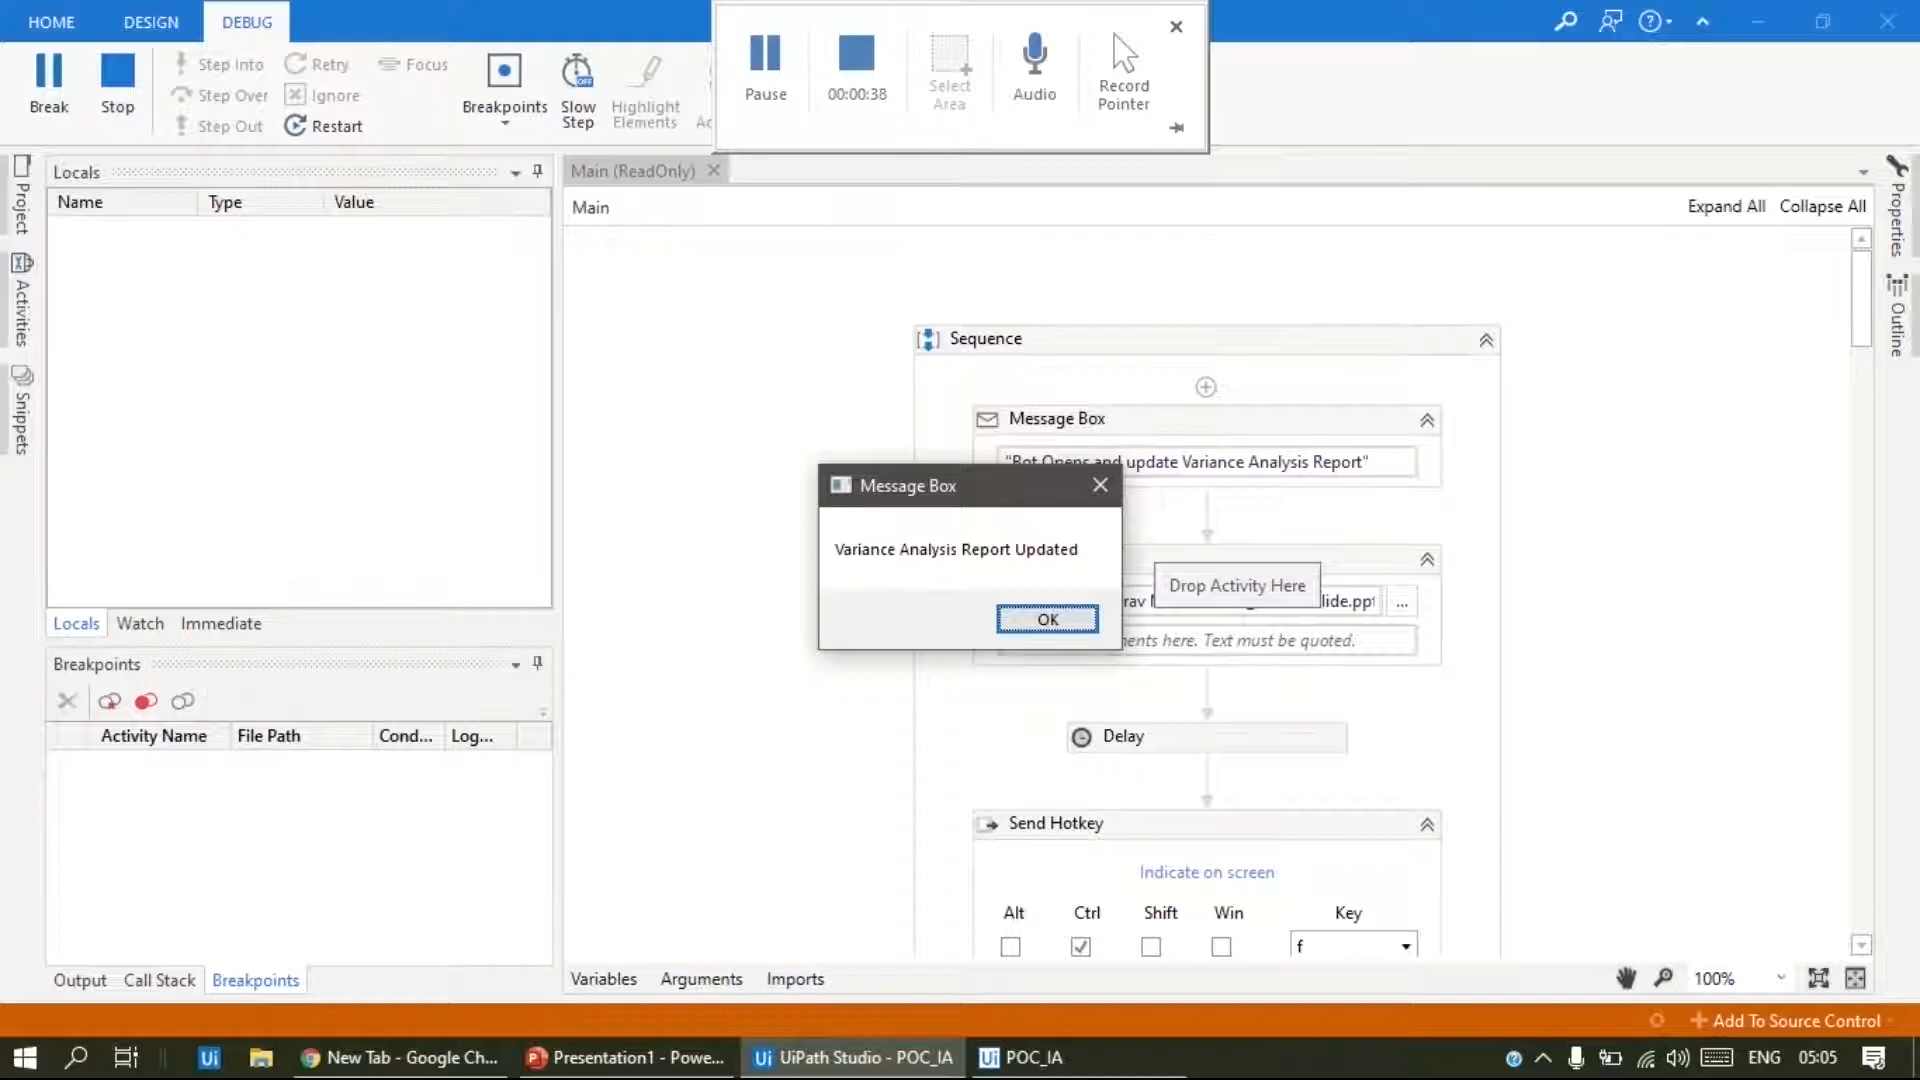 HOME DESIGN DEBUG
Break
Stop
Step Into
Step Over
Step Out
Retry
Ignore
Restart
Focus
Breakpoints
Slow
Step
Highlight
Elements
Pause
00:00:38
Select
Area
Audio
Record
Pointer
Project
Activities
Snippets
Locals
Name Type Value
Locals Watch Immediate
Breakpoints
Activity Name File Path Cond... Log...
Output Call Stack Breakpoints
Main (ReadOnly)
Main
Expand All Collapse All
Sequence
Message Box
"Bot Opens and update Variance Analysis Report"
Message Box
Variance Analysis Report Updated
OK
Drop Activity Here
lide.ppt ...
ents here. Text must be quoted.
Delay
Send Hotkey
Indicate on screen
Alt Ctrl Shift Win Key
f
Variables Arguments Imports
100%
Properties
Outline
Add To Source Control
Ui
New Tab - Google Ch...
Presentation1 - Powe...
Ui UiPath Studio - POC_IA
Ui POC_IA
ENG 05:05